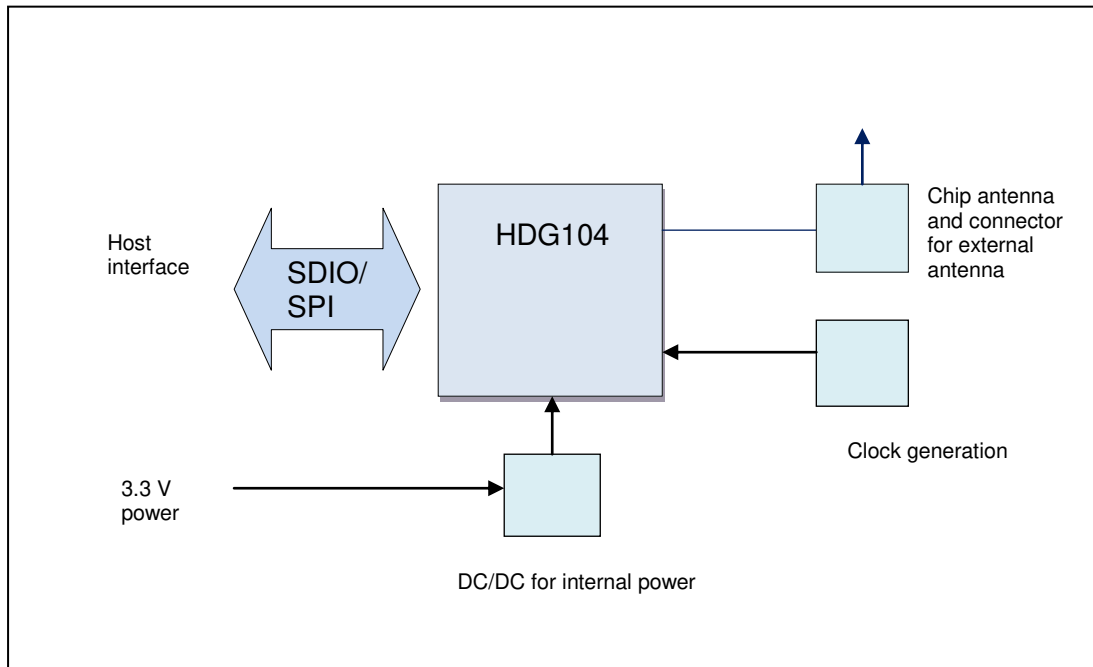 HDG104
Chip antenna
and connector
for external
antenna
Host
interface
SDIO/
SPI
Clock generation
3.3 V
power
DC/DC for internal power